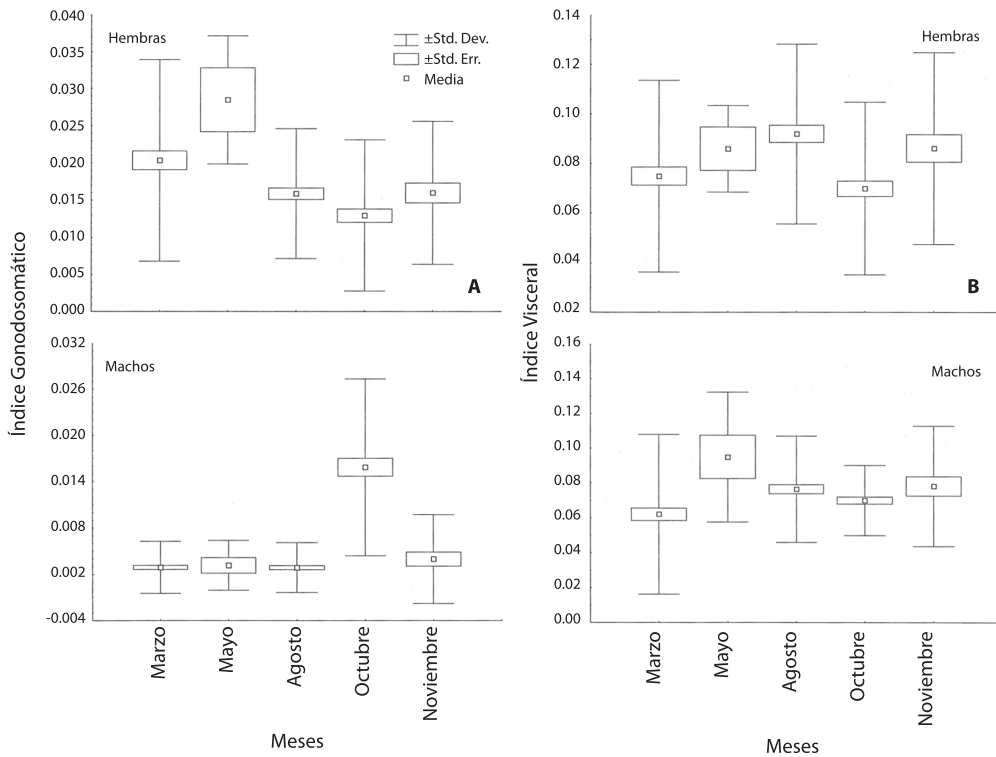 Índice Gonodosomático
0.040
0.035
0.030
0.025
0.020
0.015
0.010
0.005
0.000
Hembras
±Std. Dev.
±Std. Err.
Media
A
0.032
0.026
0.020
0.014
0.008
0.002
-0.004
Machos
Marzo
Mayo
Agosto
Octubre
Noviembre
Meses
Índice Visceral
0.14
0.12
0.10
0.08
0.06
0.04
0.02
Hembras
B
0.16
0.14
0.12
0.10
0.08
0.06
0.04
0.02
0.00
Machos
Marzo
Mayo
Agosto
Octubre
Noviembre
Meses